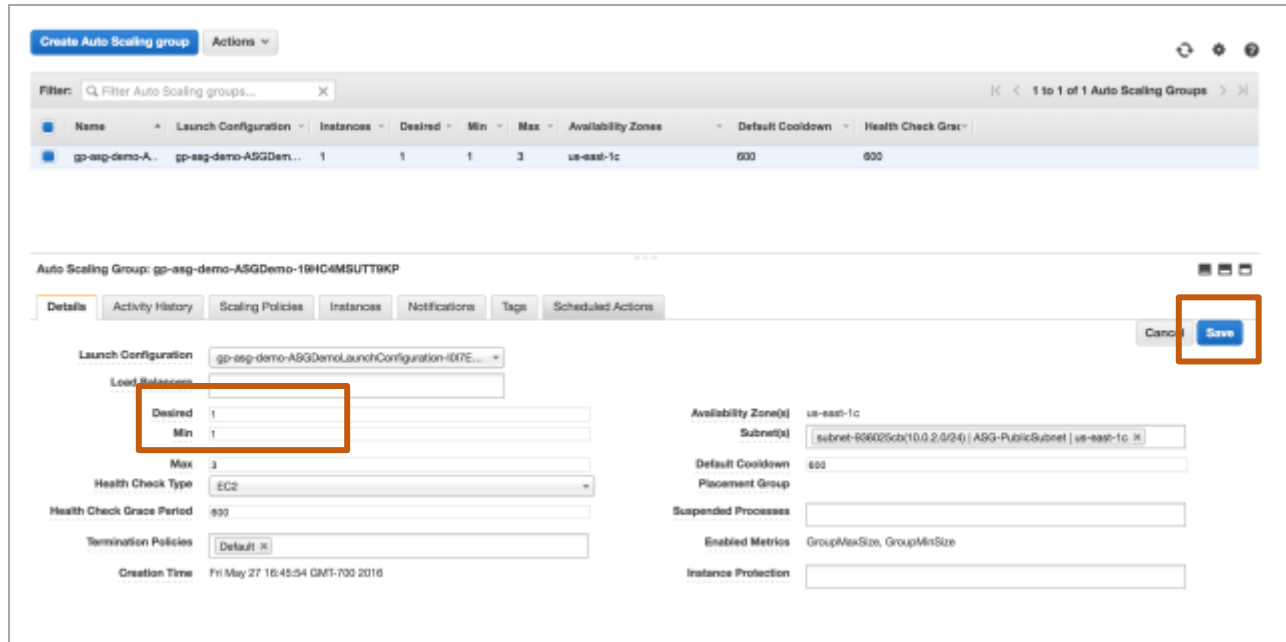 Create Auto Scaling group Actions
Filter: Filter Auto Scaling groups... 1 to 1 of 1 Auto Scaling Groups
Name Launch Configuration Instances Desired Min Max Availability Zones Default Cooldown Health Check Grac
gp-asg-demo-A... gp-asg-demo-ASGDem... 1 1 1 3 us-east-1c 600 600
Auto Scaling Group: gp-asg-demo-ASGDemo-19HC4MSUTT9KP
Details Activity History Scaling Policies Instances Notifications Tags Scheduled Actions
Cancel Save
Launch Configuration gp-asg-demo-ASGDemoLaunchConfiguration-I0I7E...
Load Balancers
Desired 1 Availability Zone(s) us-east-1c
Min 1 Subnet(s) subnet-936025cb(10.0.2.0/24) | ASG-PublicSubnet | us-east-1c ×
Max 3 Default Cooldown 600
Health Check Type EC2 Placement Group
Health Check Grace Period 600 Suspended Processes
Termination Policies Default × Enabled Metrics GroupMaxSize, GroupMinSize
Creation Time Fri May 27 16:45:54 GMT-700 2016 Instance Protection